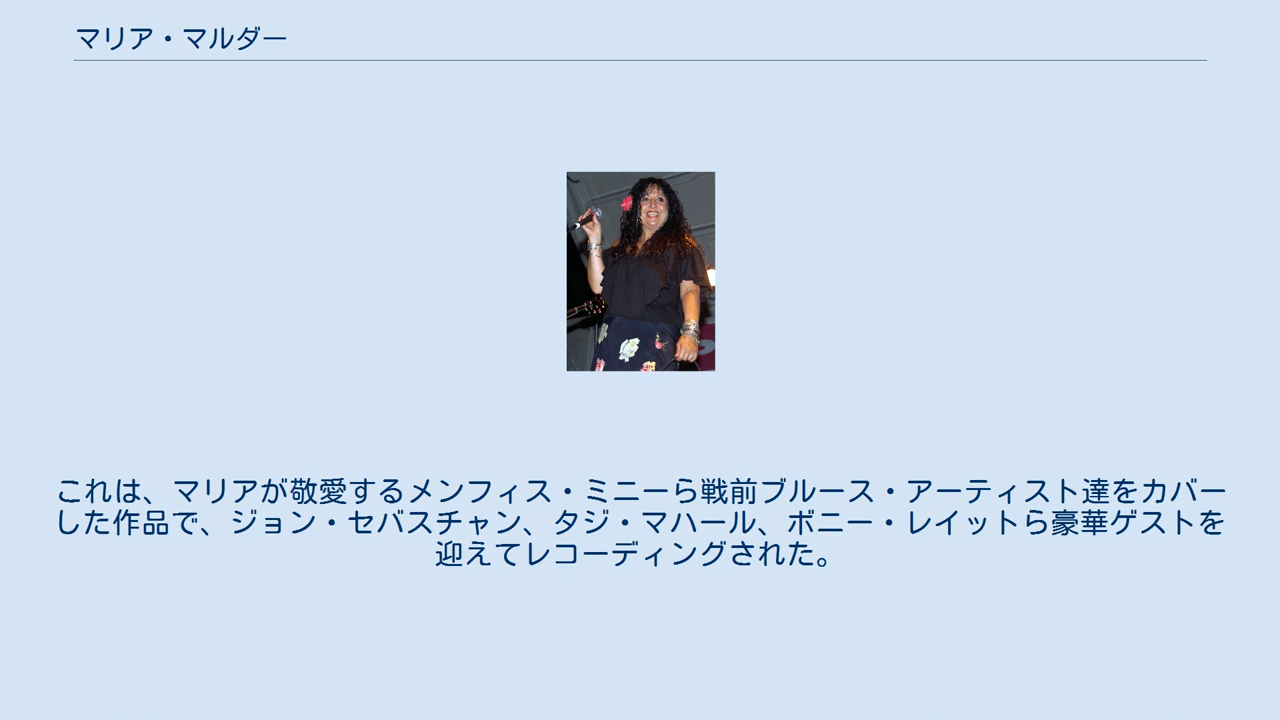 マリア・マルダー
これは、マリアが敬愛するメンフィス・ミニーら戦前ブルース・アーティスト達をカバー
した作品で、ジョン・セバスチャン、タジ・マハール、ボニー・レイットら豪華ゲストを
迎えてレコーディングされた。